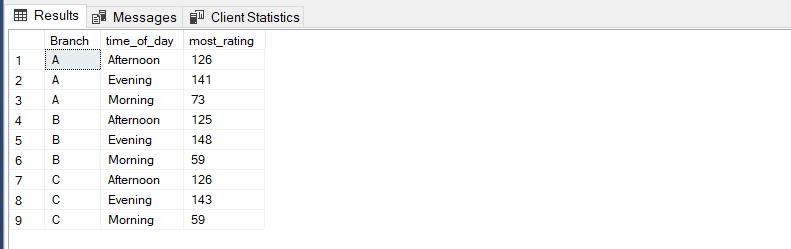 Results Messages Client Statistics
Branch time_of_day most_rating
1 A Afternoon 126
2 A Evening 141
3 A Morning 73
4 B Afternoon 125
5 B Evening 148
6 B Morning 59
7 C Afternoon 126
8 C Evening 143
9 C Morning 59